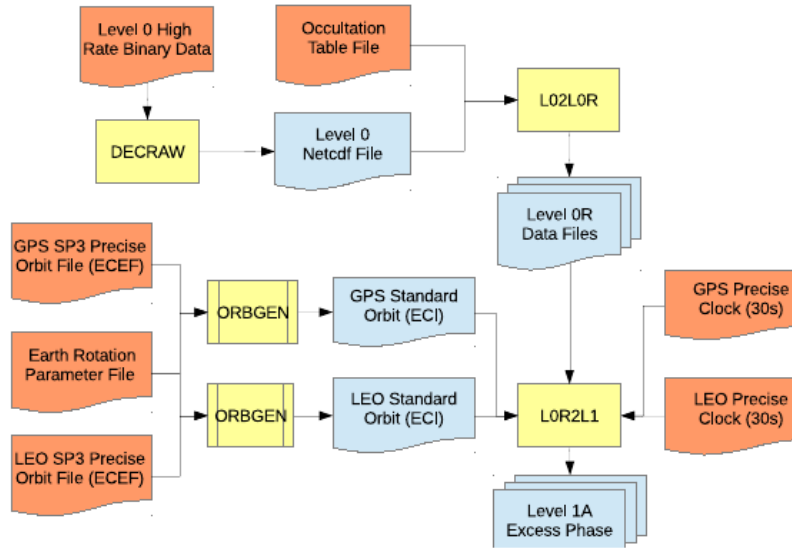 Level 0 High
Rate Binary Data
Occultation
Table File
L02L0R
DECRAW
Level 0
Netcdf File
Level 0R
Data Files
GPS SP3 Precise
Orbit File (ECEF)
ORBGEN
GPS Standard
Orbit (ECI)
GPS Precise
Clock (30s)
Earth Rotation
Parameter File
ORBGEN
LEO Standard
Orbit (ECI)
L0R2L1
LEO Precise
Clock (30s)
LEO SP3 Precise
Orbit File (ECEF)
Level 1A
Excess Phase